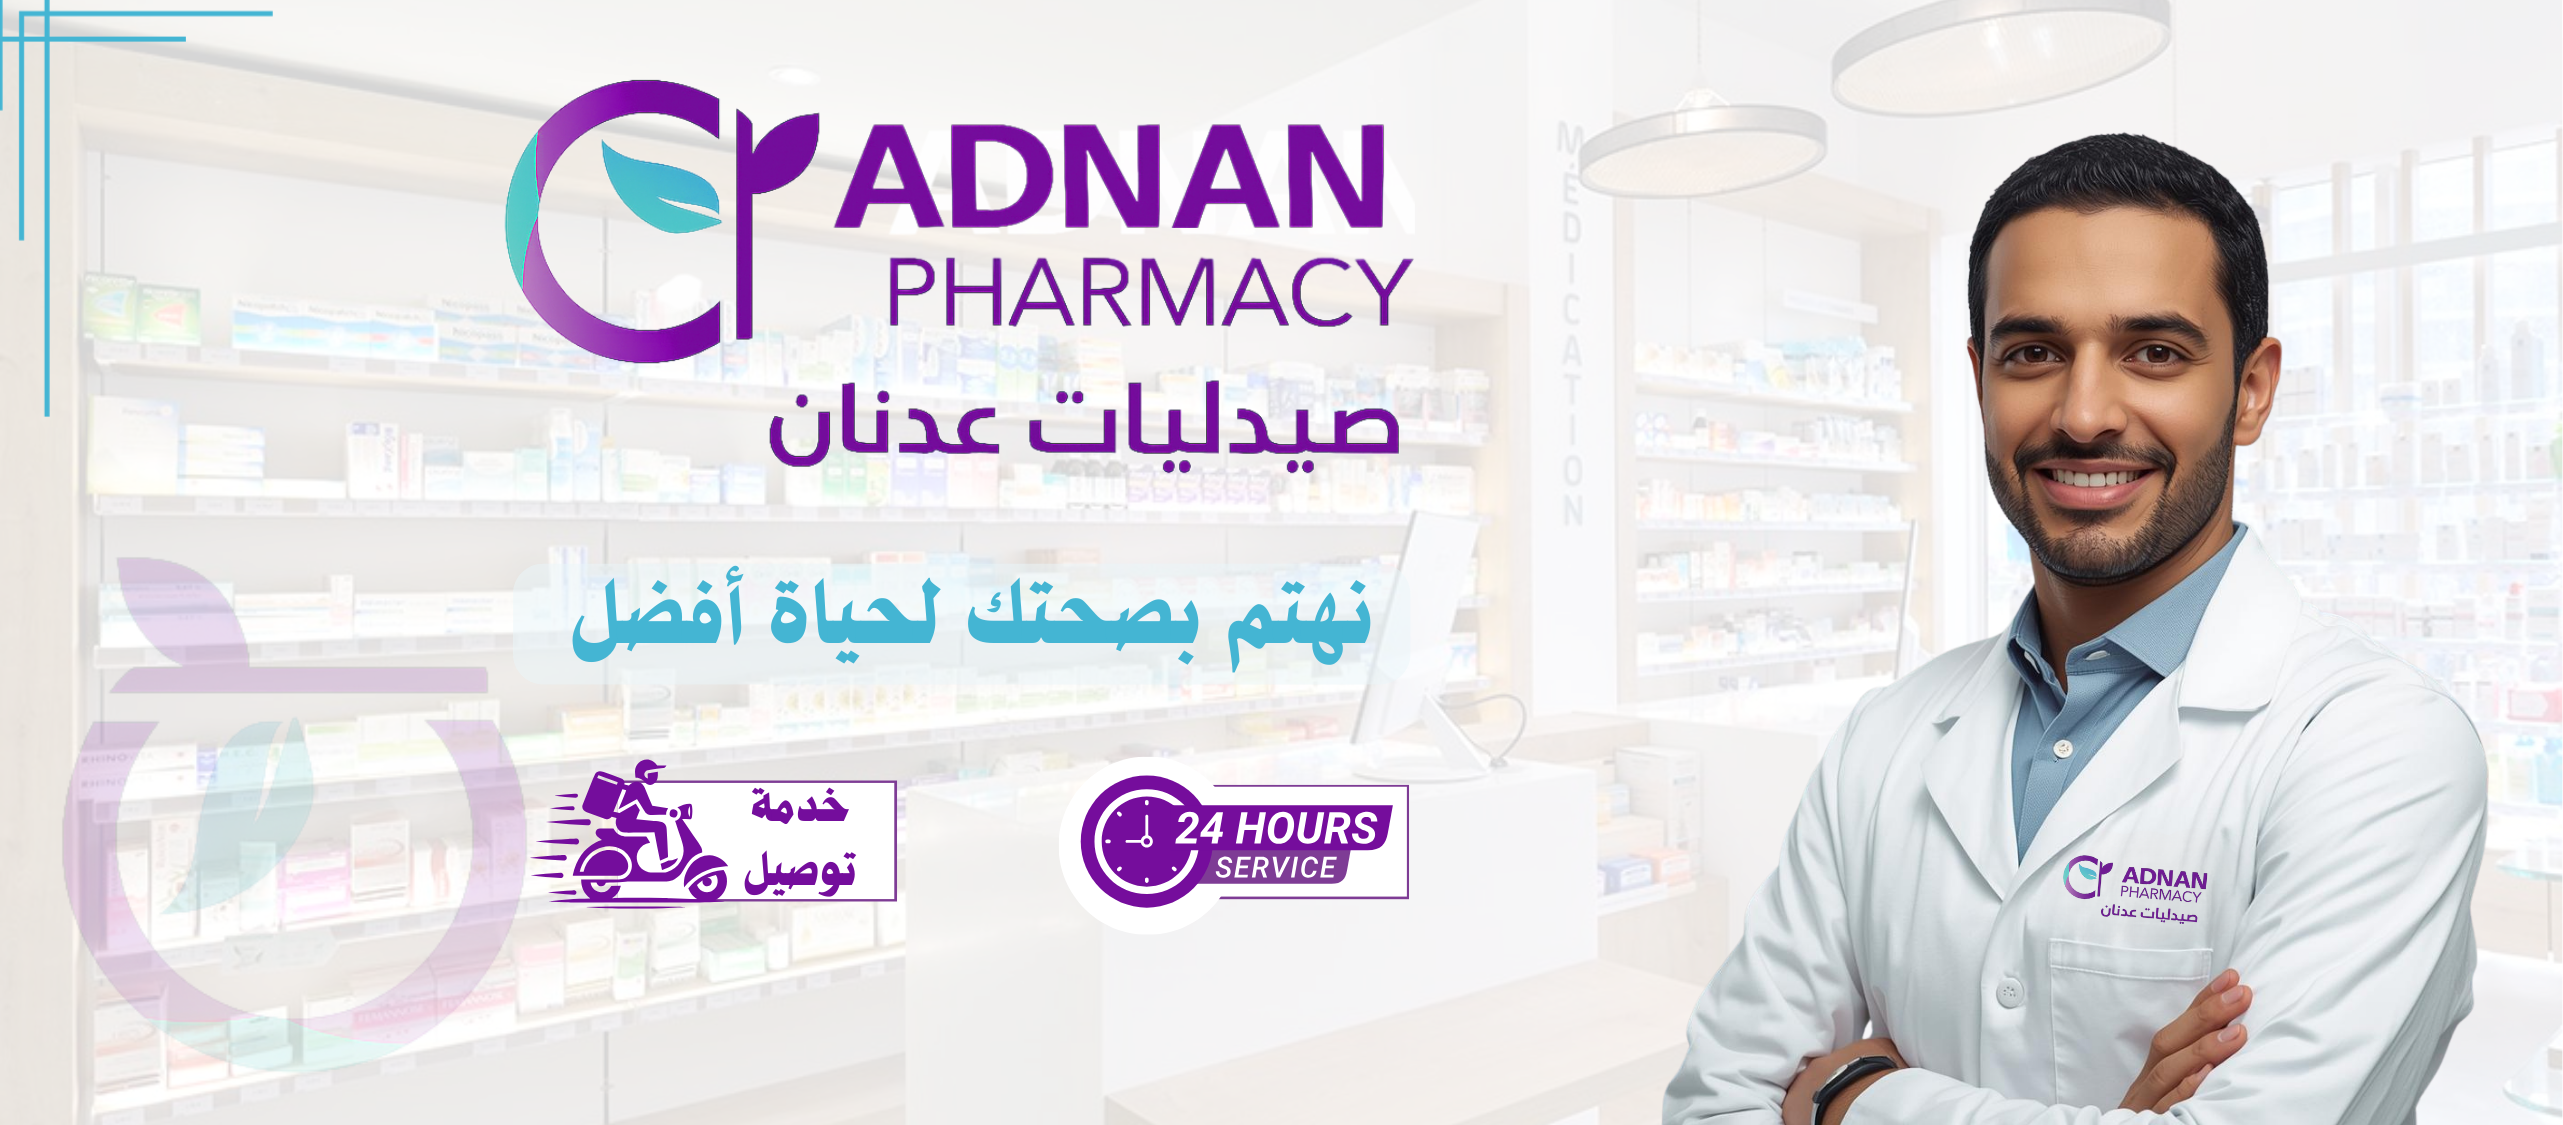 ADNAN
PHARMACY
صيدليات عدنان
نهتم بصحتك لحياة أفضل
خدمة
توصيل
24 HOURS
SERVICE
MEDICATION
ADNAN
PHARMACY
صيدليات عدنان